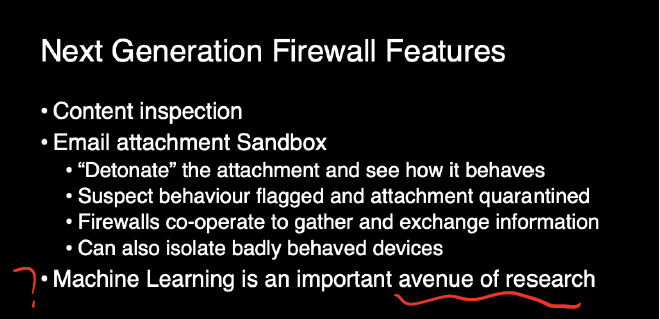 Next Generation Firewall Features
• Content inspection
• Email attachment Sandbox
• “Detonate” the attachment and see how it behaves
• Suspect behaviour flagged and attachment quarantined
• Firewalls co-operate to gather and exchange information
• Can also isolate badly behaved devices
? • Machine Learning is an important avenue of research